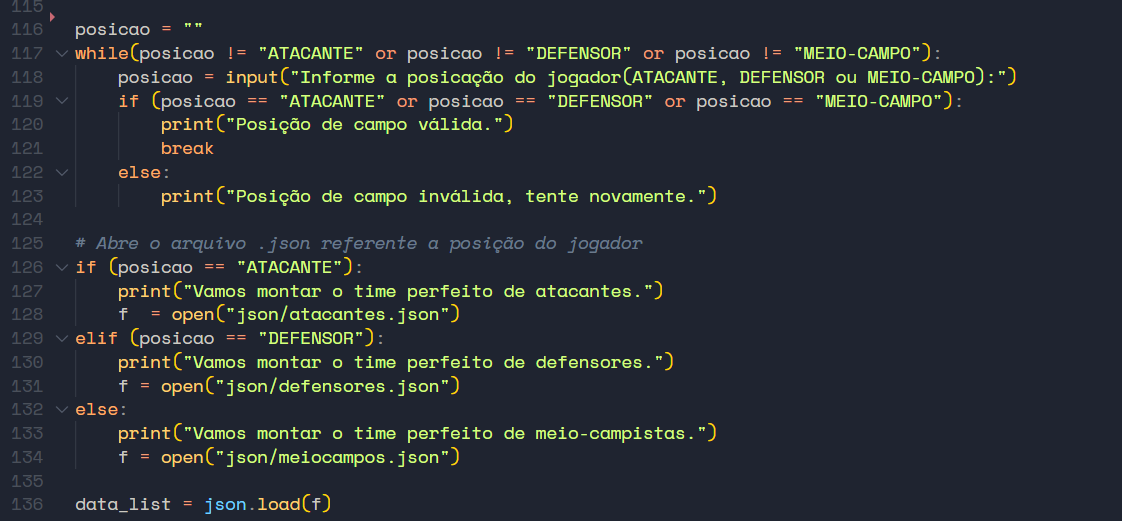 115
116 posicao = ""
117 while(posicao != "ATACANTE" or posicao != "DEFENSOR" or posicao != "MEIO-CAMPO"):
118     posicao = input("Informe a posicação do jogador(ATACANTE, DEFENSOR ou MEIO-CAMPO):")
119     if (posicao == "ATACANTE" or posicao == "DEFENSOR" or posicao == "MEIO-CAMPO"):
120         print("Posição de campo válida.")
121         break
122     else:
123         print("Posição de campo inválida, tente novamente.")
124
125 # Abre o arquivo .json referente a posição do jogador
126 if (posicao == "ATACANTE"):
127     print("Vamos montar o time perfeito de atacantes.")
128     f  = open("json/atacantes.json")
129 elif (posicao == "DEFENSOR"):
130     print("Vamos montar o time perfeito de defensores.")
131     f = open("json/defensores.json")
132 else:
133     print("Vamos montar o time perfeito de meio-campistas.")
134     f = open("json/meiocampos.json")
135
136 data_list = json.load(f)